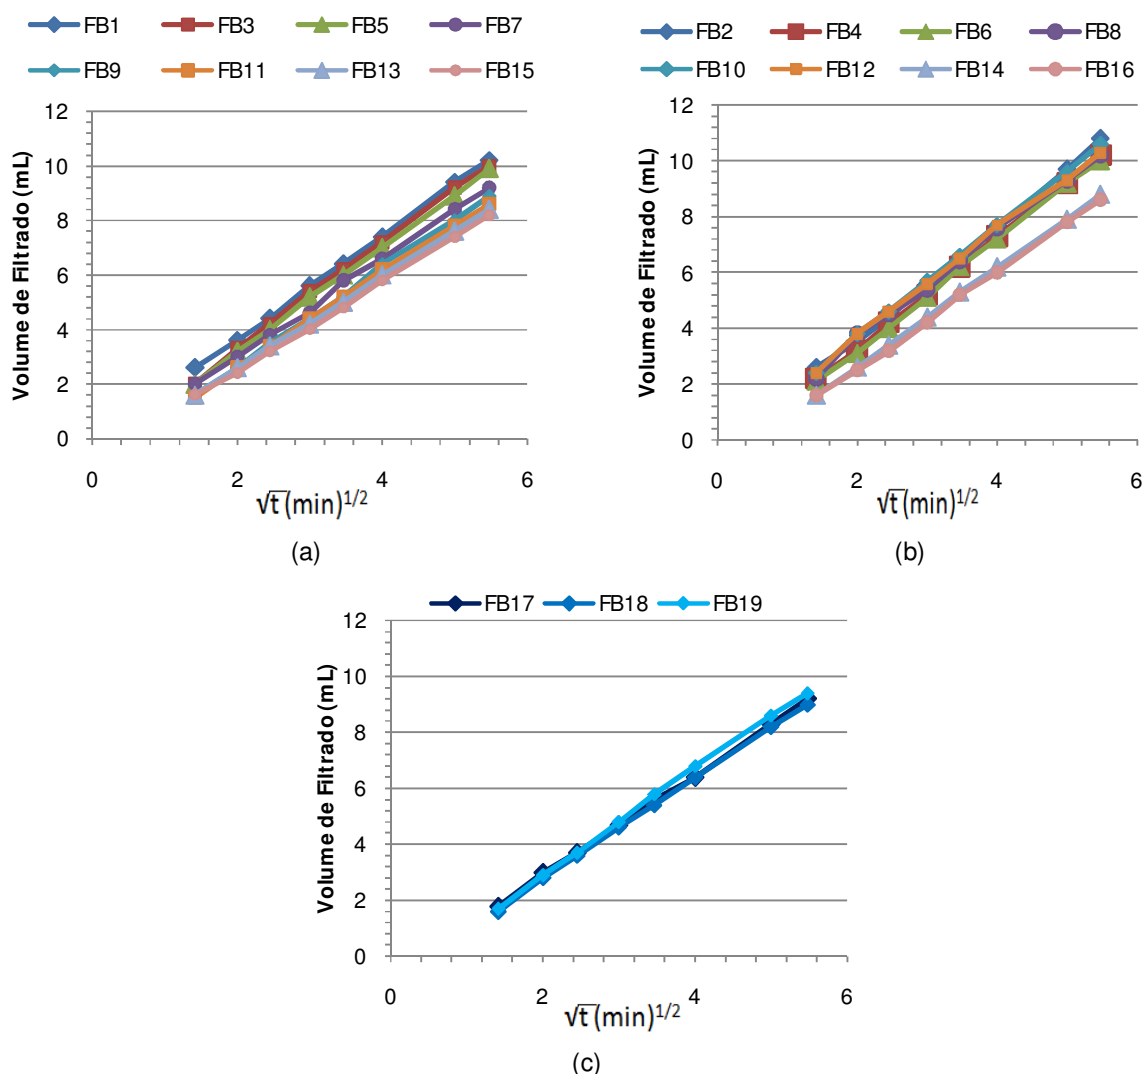 FB1 FB3 FB5 FB7
FB9 FB11 FB13 FB15
Volume de Filtrado (mL)
12
10
8
6
4
2
0
0 2 4 6
√t (min)^1/2
(a)
FB2 FB4 FB6 FB8
FB10 FB12 FB14 FB16
Volume de Filtrado (mL)
12
10
8
6
4
2
0
0 2 4 6
√t (min)^1/2
(b)
FB17 FB18 FB19
Volume de Filtrado (mL)
12
10
8
6
4
2
0
0 2 4 6
√t (min)^1/2
(c)